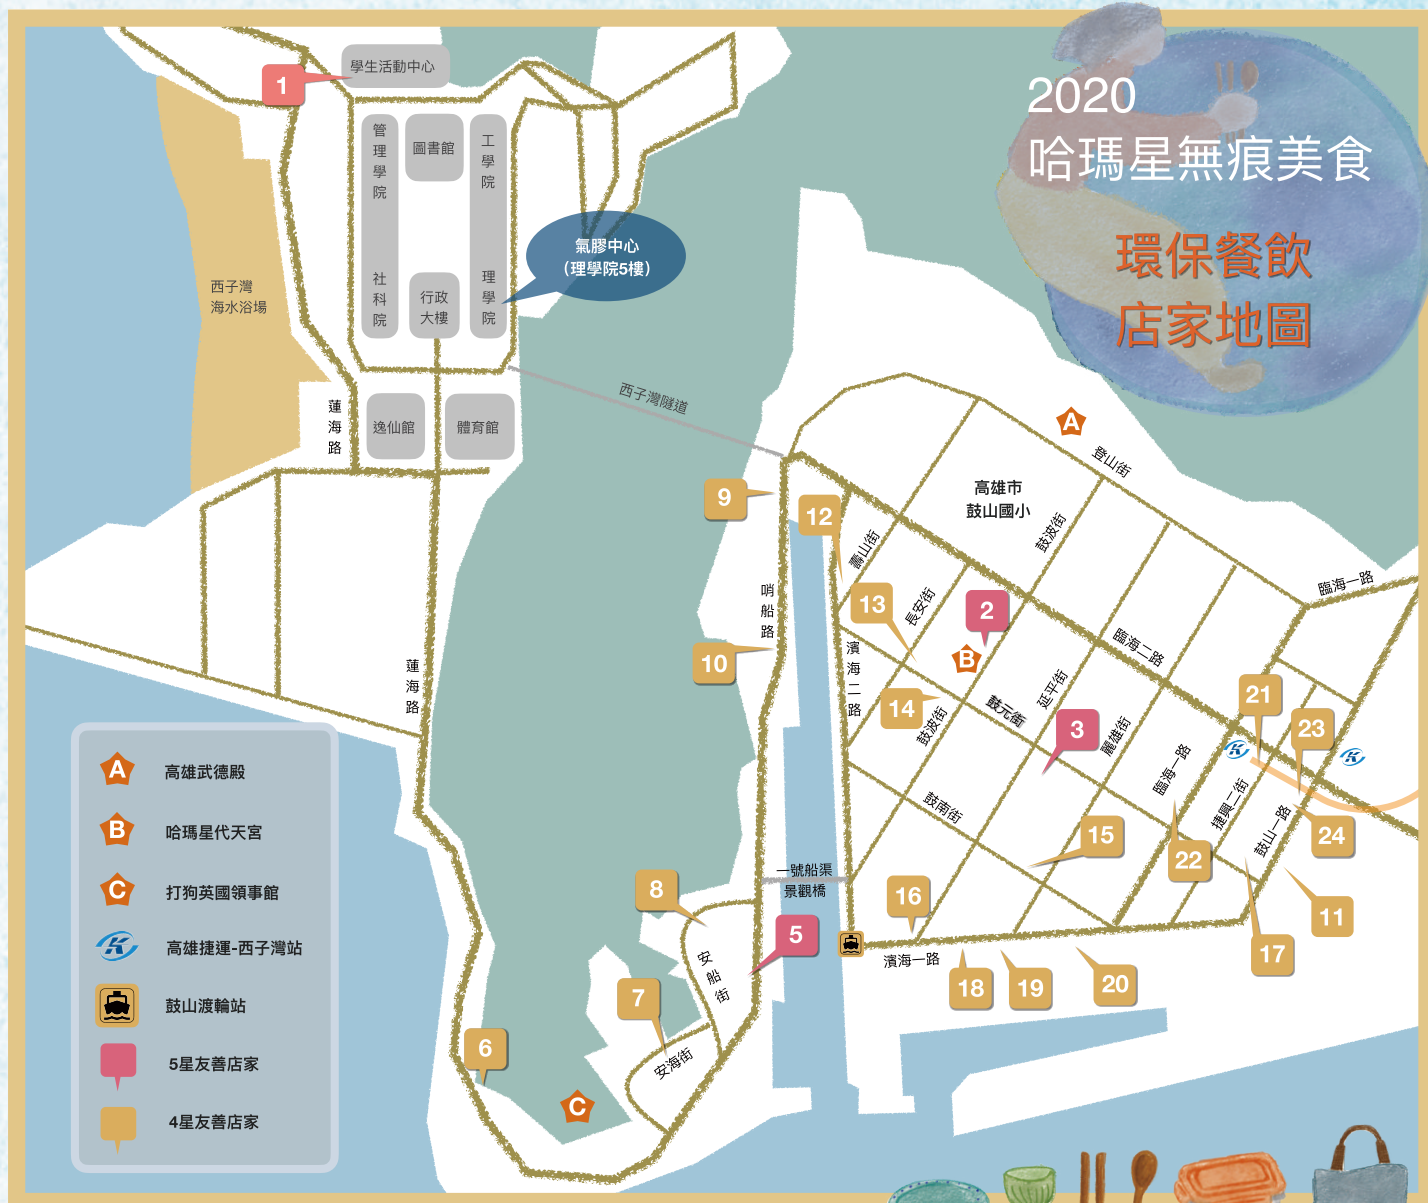 2020
哈瑪星無痕美食
環保餐飲
店家地圖
1
學生活動中心
管理學院
圖書館
工學院
氣膠中心
（理學院5樓）
社科院
行政
大樓
理學院
西子灣
海水浴場
蓮海路
逸仙館
體育館
西子灣隧道
A
登山街
高雄市
鼓山國小
9
12
壽山街
鼓波街
臨海一路
哨船路
13
長安街
2
10
濱海二路
B
臨海二路
蓮海路
14
鼓波街
鼓元街
延平街
3
麗雄街
21
23
臨海一路
捷興二街
鼓山一路
鼓南街
15
22
24
一號船渠
景觀橋
8
16
11
5
安船街
濱海一路
17
7
18
19
20
6
安海街
C
A
高雄武德殿
B
哈瑪星代天宮
C
打狗英國領事館
K
高雄捷運-西子灣站
鼓山渡輪站
5星友善店家
4星友善店家